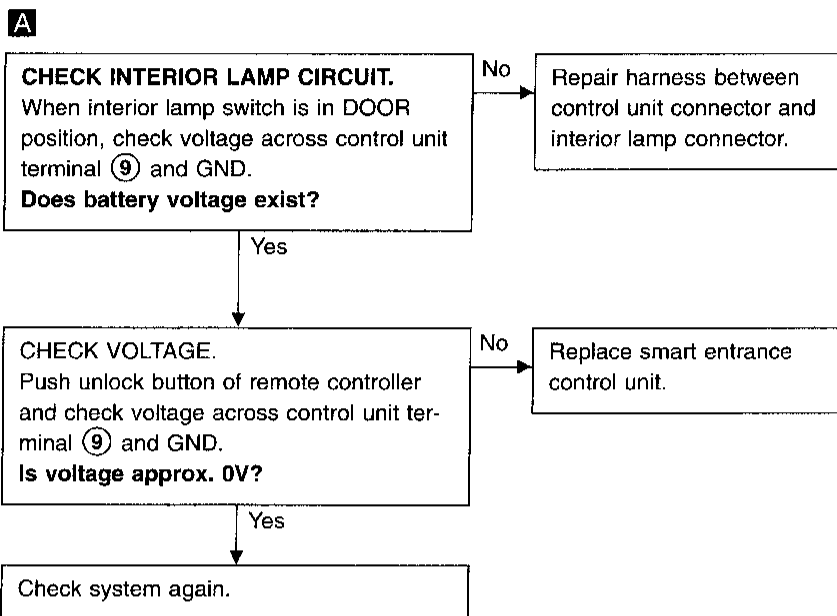 A
CHECK INTERIOR LAMP CIRCUIT.
When interior lamp switch is in DOOR
position, check voltage across control unit
terminal ⑨ and GND.
Does battery voltage exist?
No
Repair harness between
control unit connector and
interior lamp connector.
Yes
CHECK VOLTAGE.
Push unlock button of remote controller
and check voltage across control unit ter-
minal ⑨ and GND.
Is voltage approx. 0V?
No
Replace smart entrance
control unit.
Yes
Check system again.